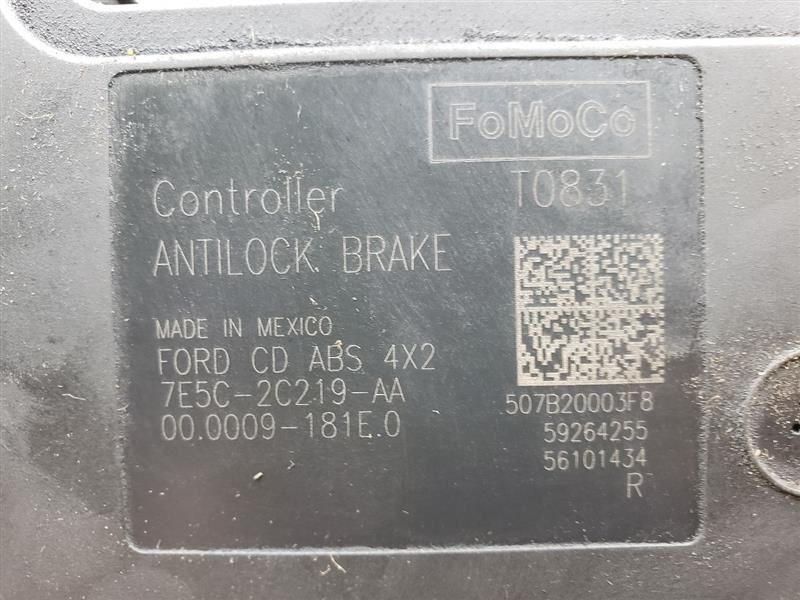 FoMoCo
Controller
T0831
ANTILOCK BRAKE
MADE IN MEXICO
FORD CD ABS 4X2
7E5C-2C219-AA
00.0009-181E.0
507B20003F8
59264255
56101434
R